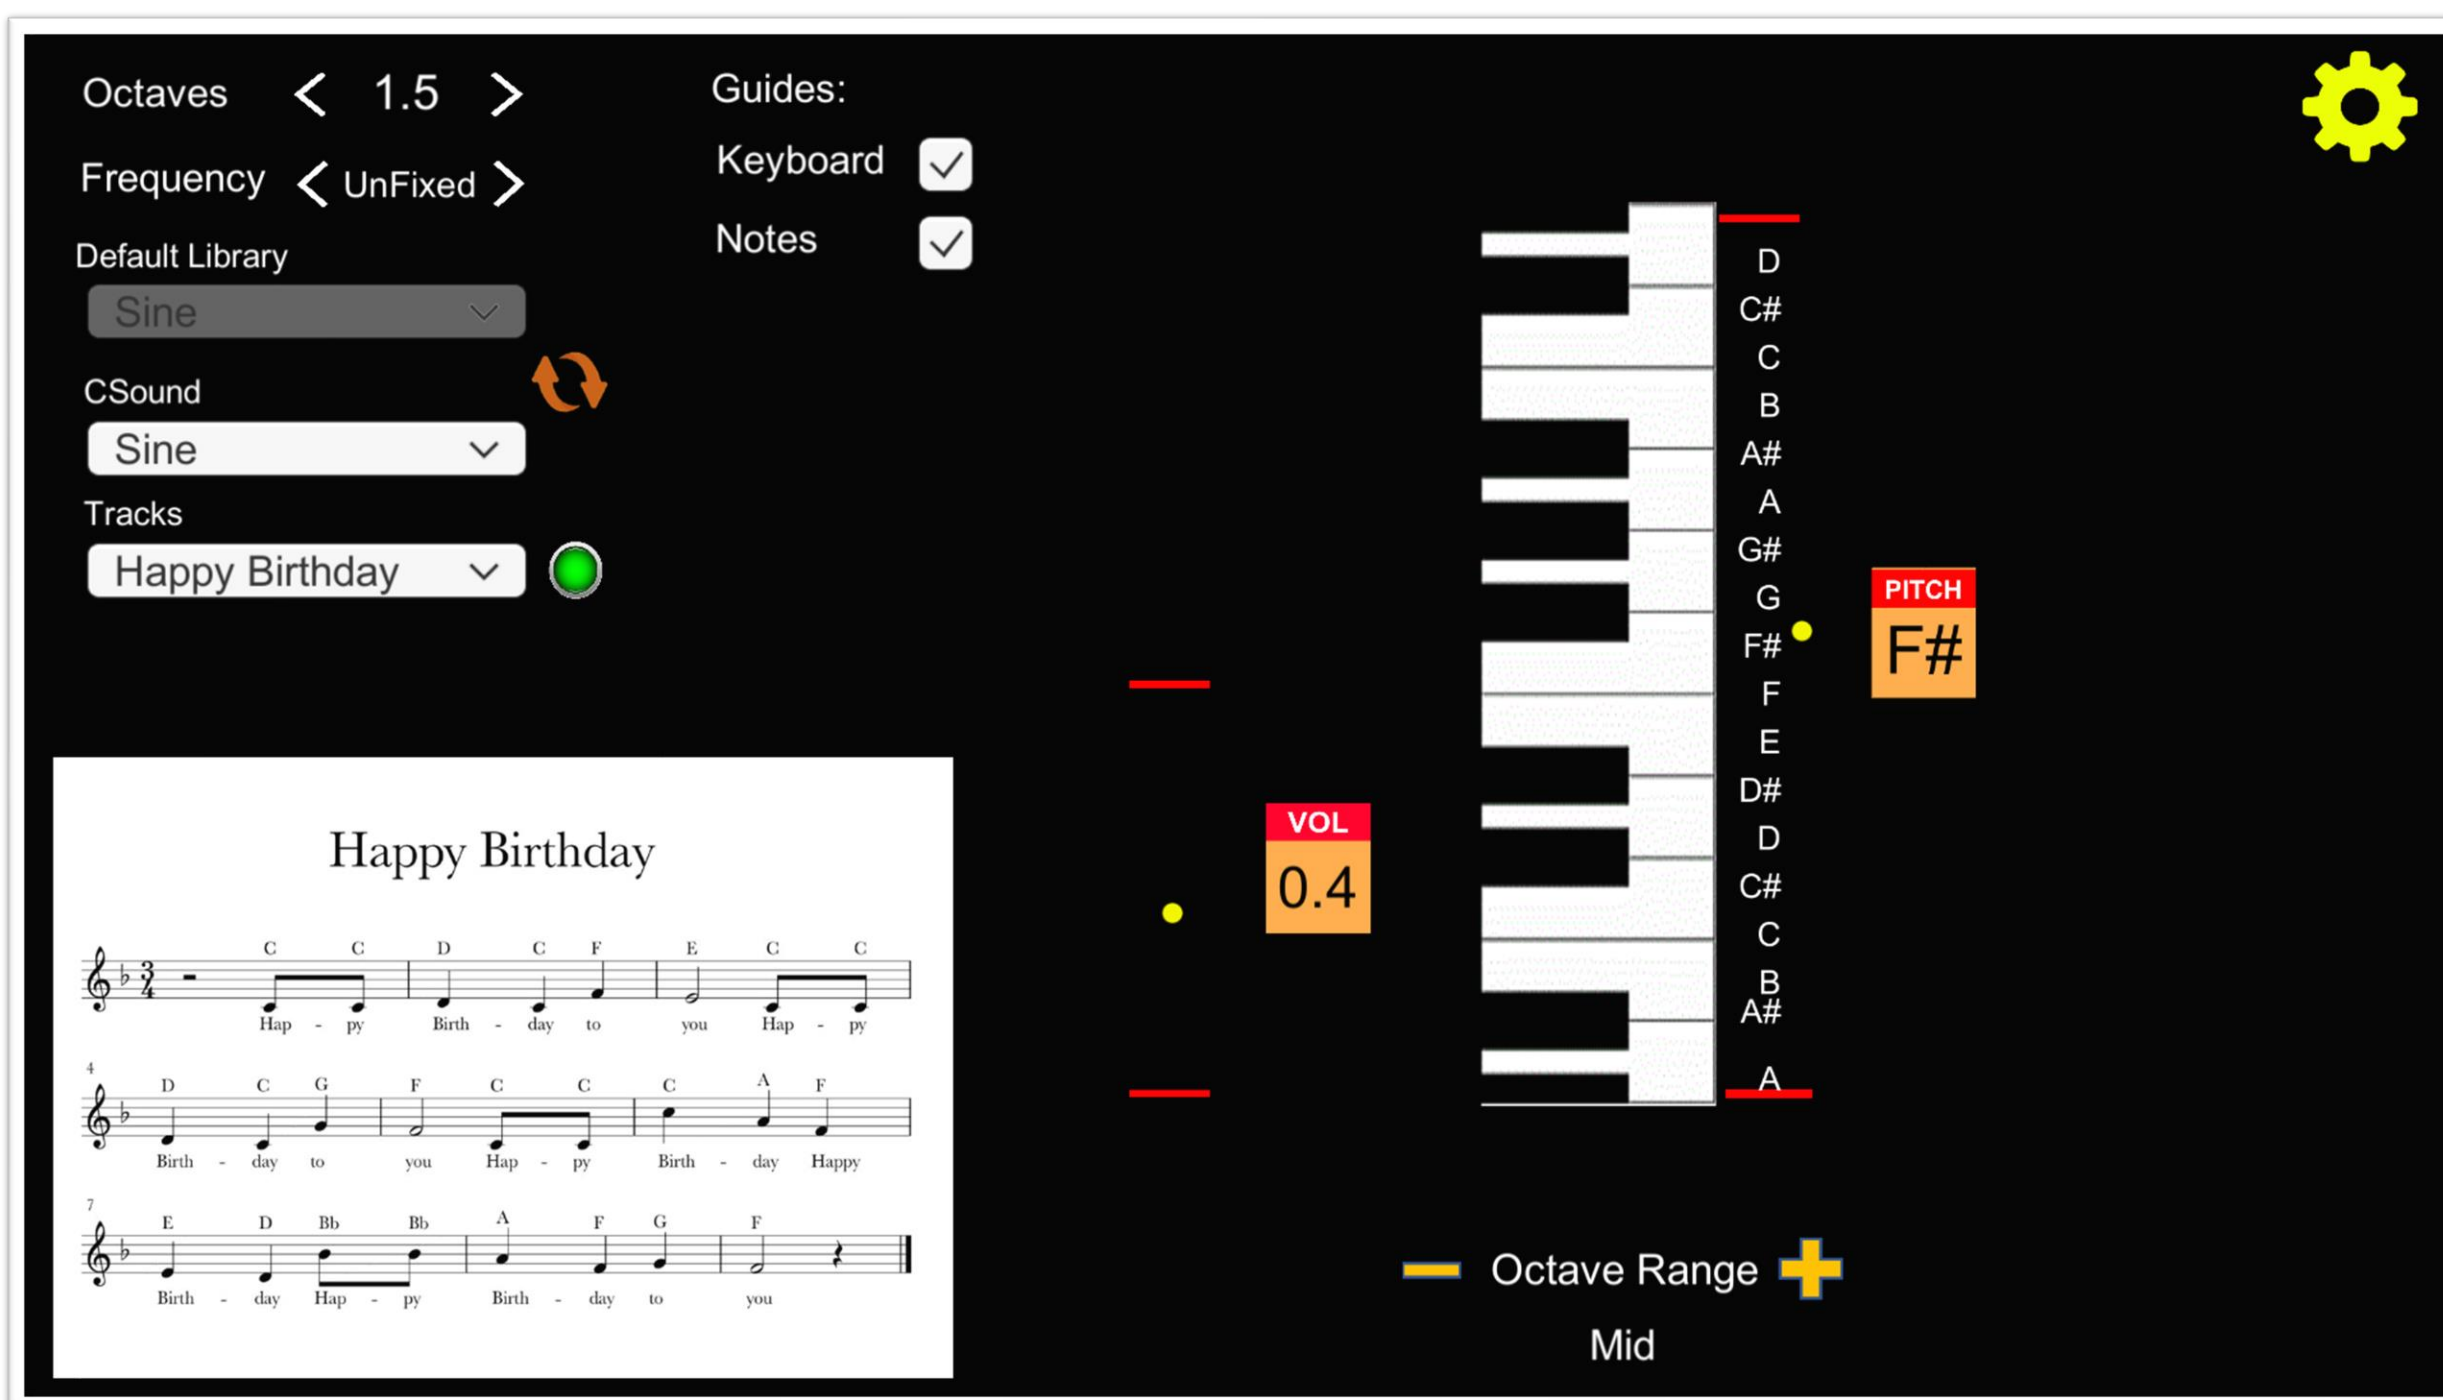 Octaves < 1.5 >
Frequency < UnFixed >
Default Library
Sine
CSound
Sine
Tracks
Happy Birthday
Guides:
Keyboard
Notes
Happy Birthday
3
4
C C D C F E C C
Hap - py Birth - day to you Hap - py
4
D C G F C C C A F
Birth - day to you Hap - py Birth - day Happy
7
E D Bb Bb A F G F
Birth - day Hap - py Birth - day to you
VOL
0.4
D
C#
C
B
A#
A
G#
G
F#
F
E
D#
D
C#
C
B
A#
A
PITCH
F#
Octave Range
Mid